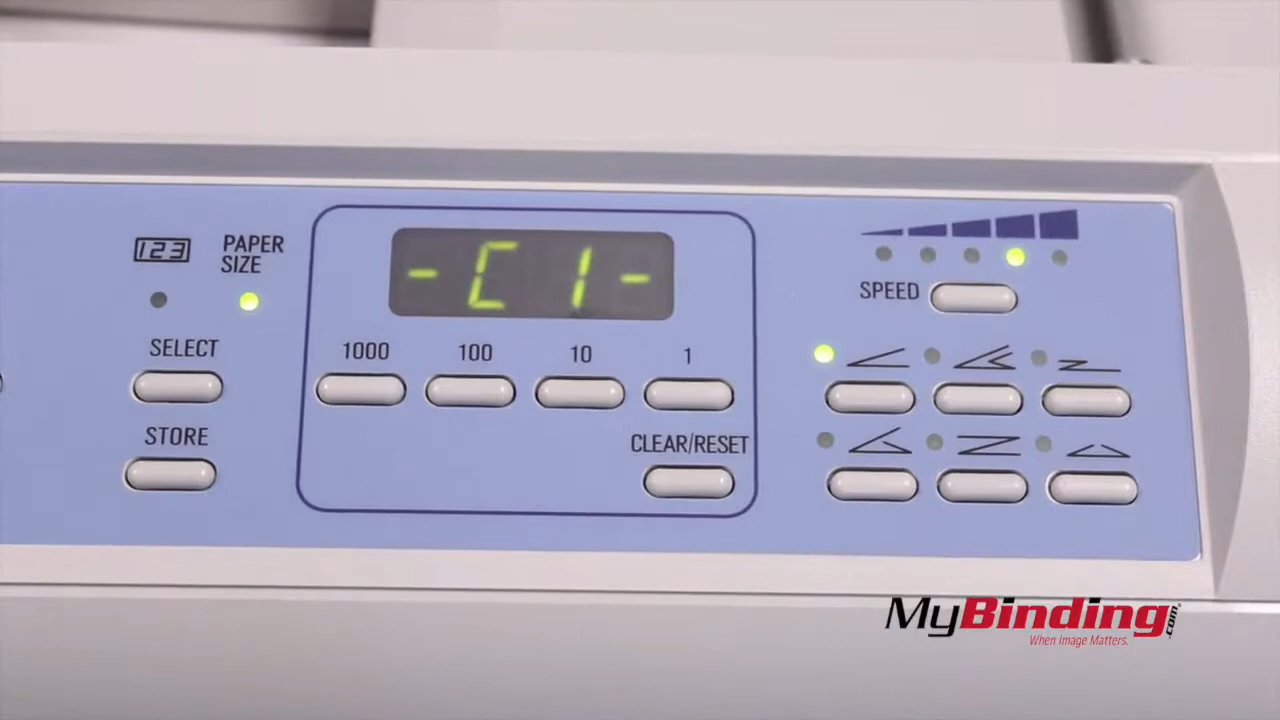 123
PAPER
SIZE
SELECT
STORE
-C1-
1000 100 10 1
CLEAR/RESET
SPEED
MyBinding.com
When Image Matters.